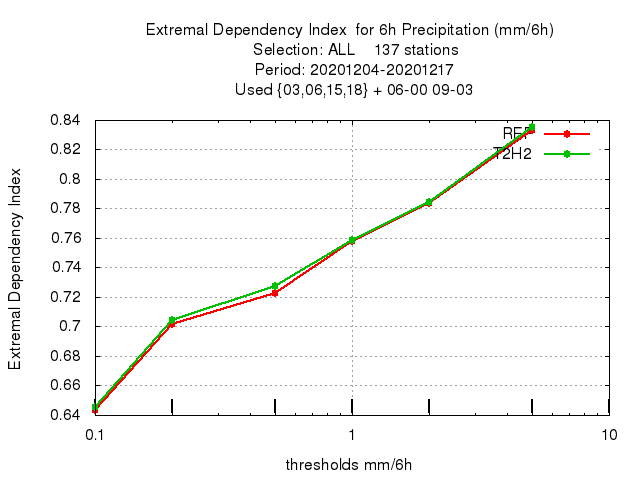 Extremal Dependency Index for 6h Precipitation (mm/6h)
Selection: ALL 137 stations
Period: 20201204-20201217
Used {03,06,15,18} + 06-00 09-03
REF
T2H2
0.84
0.82
0.8
0.78
0.76
0.74
0.72
0.7
0.68
0.66
0.64
Extremal Dependency Index
0.1
1
10
thresholds mm/6h